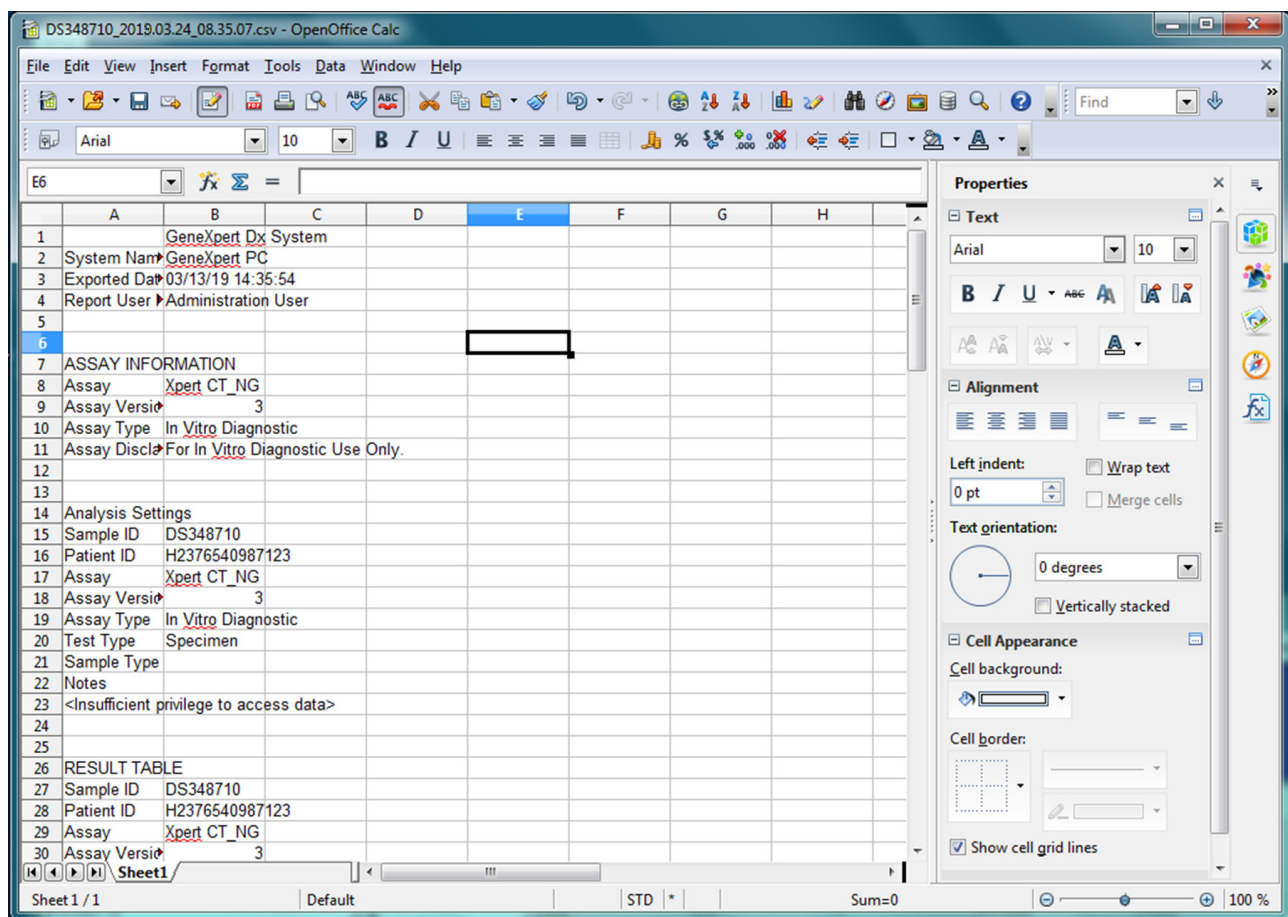 DS348710_2019.03.24_08.35.07.csv - OpenOffice Calc
File Edit View Insert Format Tools Data Window Help
ABC ABC Find
Arial 10 B I U
E6
A B C D E F G H
1 GeneXpert Dx System
2 System Nam GeneXpert PC
3 Exported Dat 03/13/19 14:35:54
4 Report User Administration User
5
6
7 ASSAY INFORMATION
8 Assay Xpert CT_NG
9 Assay Versio 3
10 Assay Type In Vitro Diagnostic
11 Assay Discla For In Vitro Diagnostic Use Only.
12
13
14 Analysis Settings
15 Sample ID DS348710
16 Patient ID H2376540987123
17 Assay Xpert CT_NG
18 Assay Versio 3
19 Assay Type In Vitro Diagnostic
20 Test Type Specimen
21 Sample Type
22 Notes
23 <Insufficient privilege to access data>
24
25
26 RESULT TABLE
27 Sample ID DS348710
28 Patient ID H2376540987123
29 Assay Xpert CT_NG
30 Assay Versio 3
Sheet1
Sheet 1 / 1 Default STD * Sum=0 100 %
Properties
Text
Arial 10
B I U ABC
Alignment
Left indent:
Wrap text
0 pt
Merge cells
Text orientation:
0 degrees
Vertically stacked
Cell Appearance
Cell background:
Cell border:
Show cell grid lines